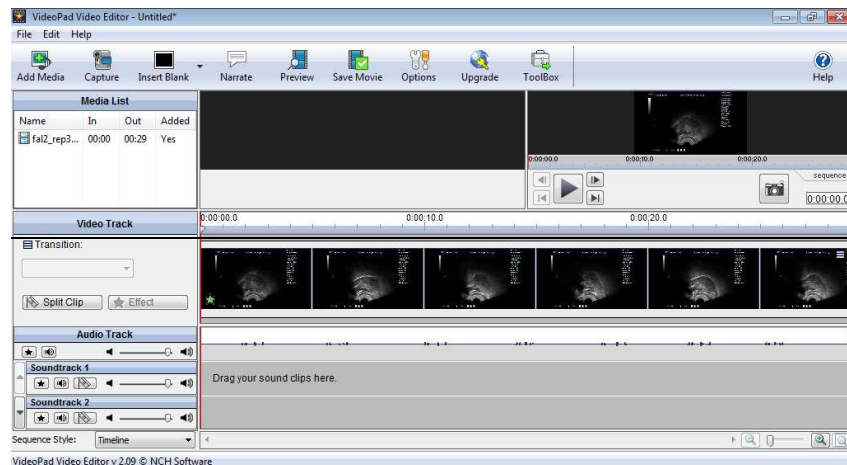 VideoPad Video Editor - Untitled*
File Edit Help
Add Media Capture Insert Blank Narrate Preview Save Movie Options Upgrade ToolBox Help
Media List
Name In Out Added
fal2_rep3... 00:00 00:29 Yes
0:00:00.0 0:00:10.0 0:00:20.0
sequence
0:00:00.0
Video Track
0:00:00.0 0:00:10.0 0:00:20.0
Transition:
Split Clip Effect
Audio Track
Soundtrack 1
Drag your sound clips here.
Soundtrack 2
Sequence Style: Timeline
VideoPad Video Editor v 2.09 © NCH Software